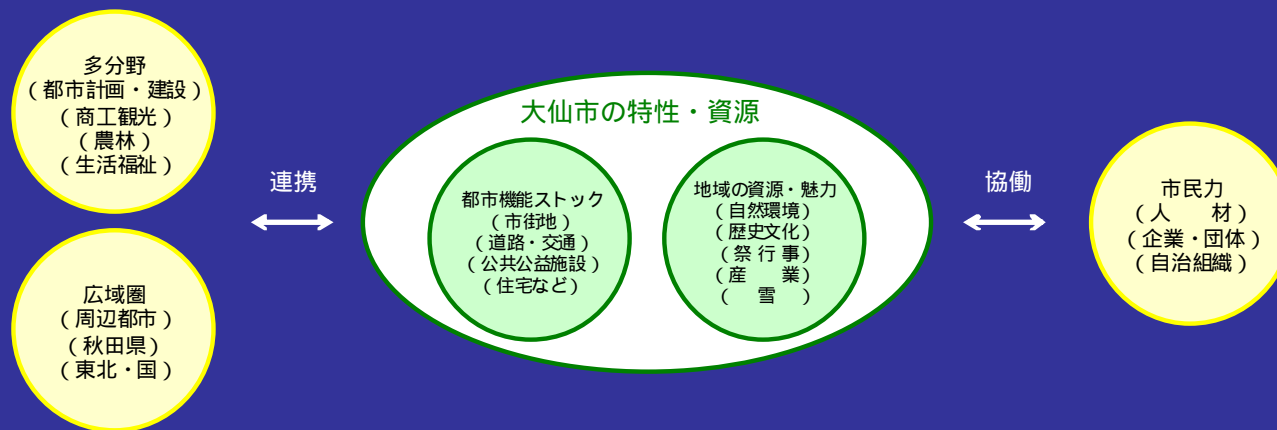 多分野
（都市計画・建設）
（商工観光）
（農林）
（生活福祉）
広域圏
（周辺都市）
（秋田県）
（東北・国）
連携
大仙市の特性・資源
都市機能ストック
（市街地）
（道路・交通）
（公共公益施設）
（住宅など）
地域の資源・魅力
（自然環境）
（歴史文化）
（祭行事）
（産　業）
（　雪　）
協働
市民力
（人　材）
（企業・団体）
（自治組織）